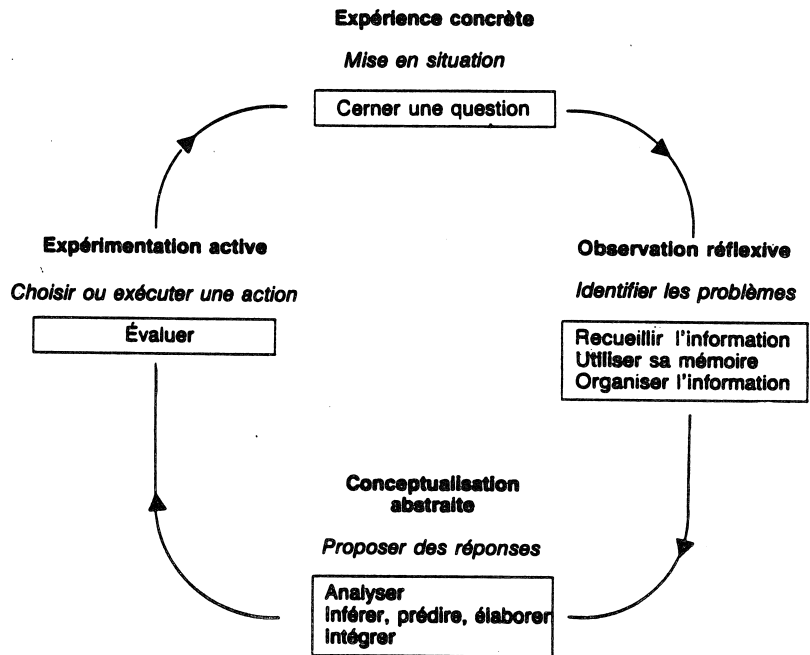 Expérience concrète
Mise en situation
Cerner une question
Expérimentation active
Choisir ou exécuter une action
Évaluer
Observation réflexive
Identifier les problèmes
Recueillir l'information
Utiliser sa mémoire
Organiser l'information
Conceptualisation
abstraite
Proposer des réponses
Analyser
Inférer, prédire, élaborer
Intégrer